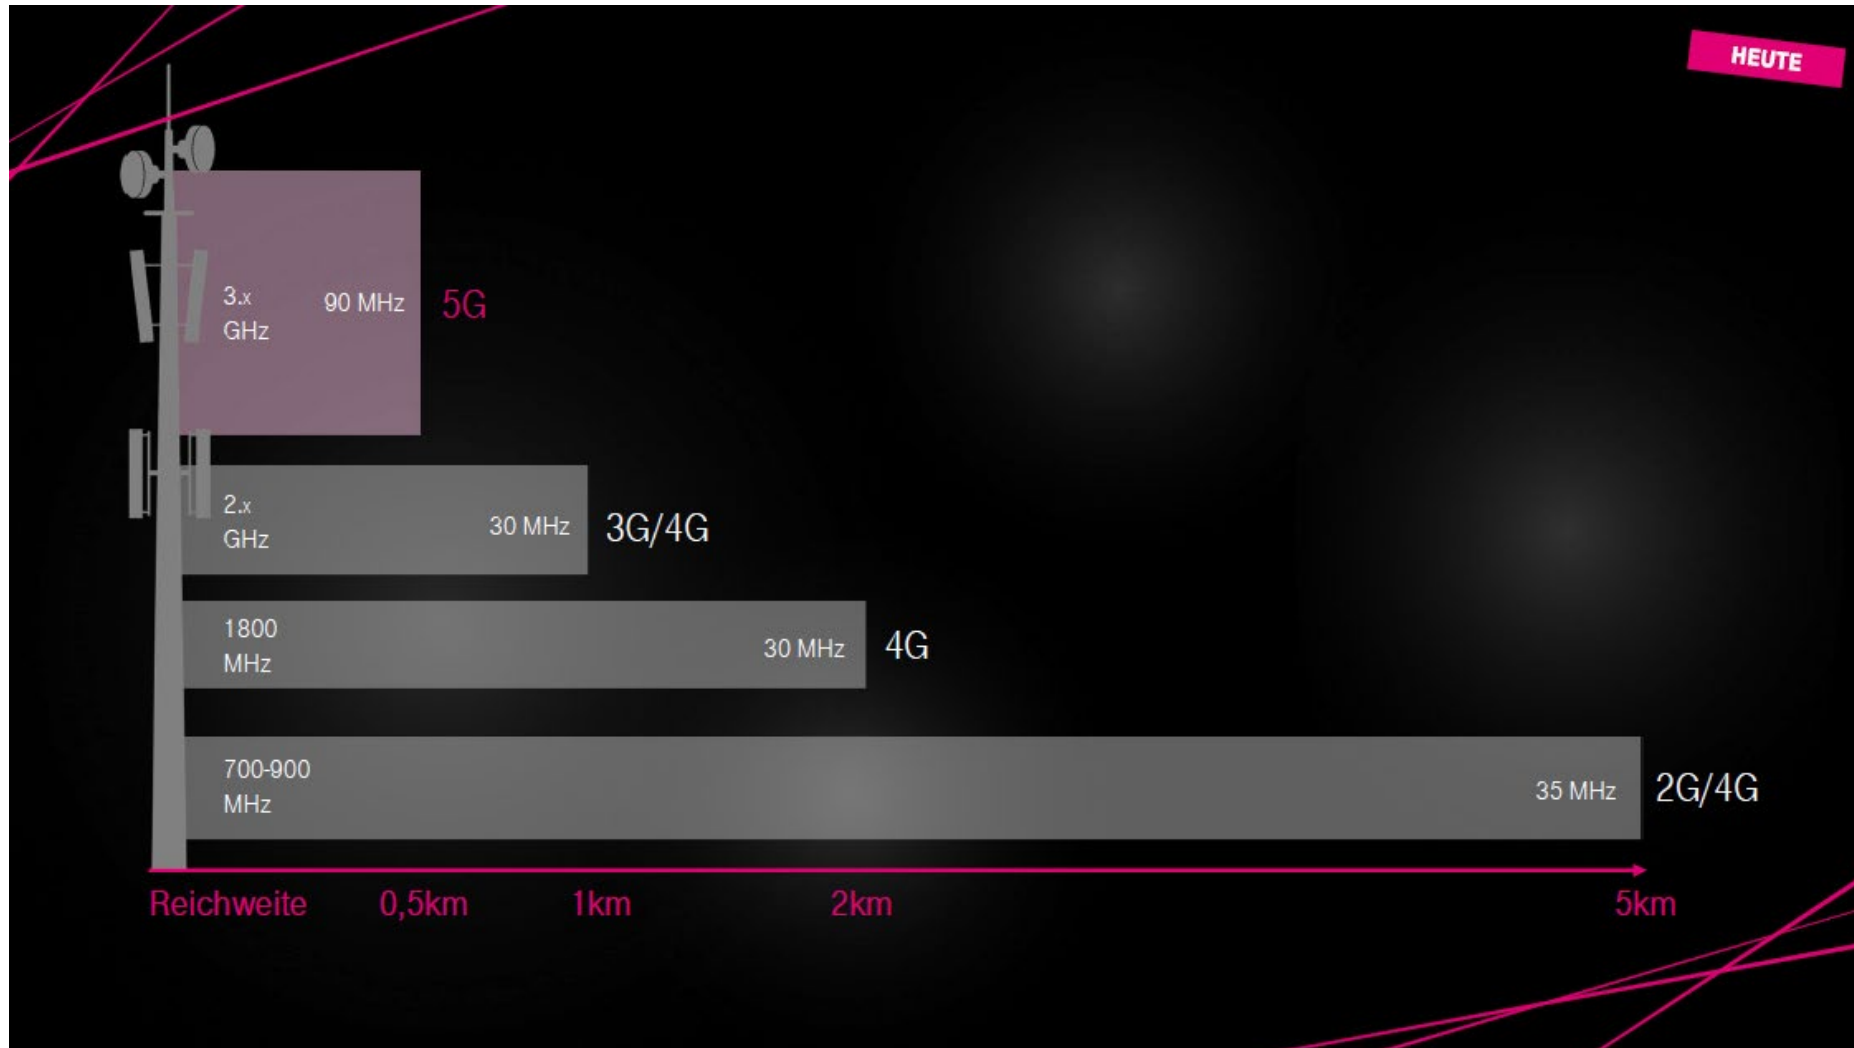 HEUTE
3.x
GHz
90 MHz
5G
2.x
GHz
30 MHz
3G/4G
1800
MHz
30 MHz
4G
700-900
MHz
35 MHz
2G/4G
Reichweite 0,5km 1km 2km 5km